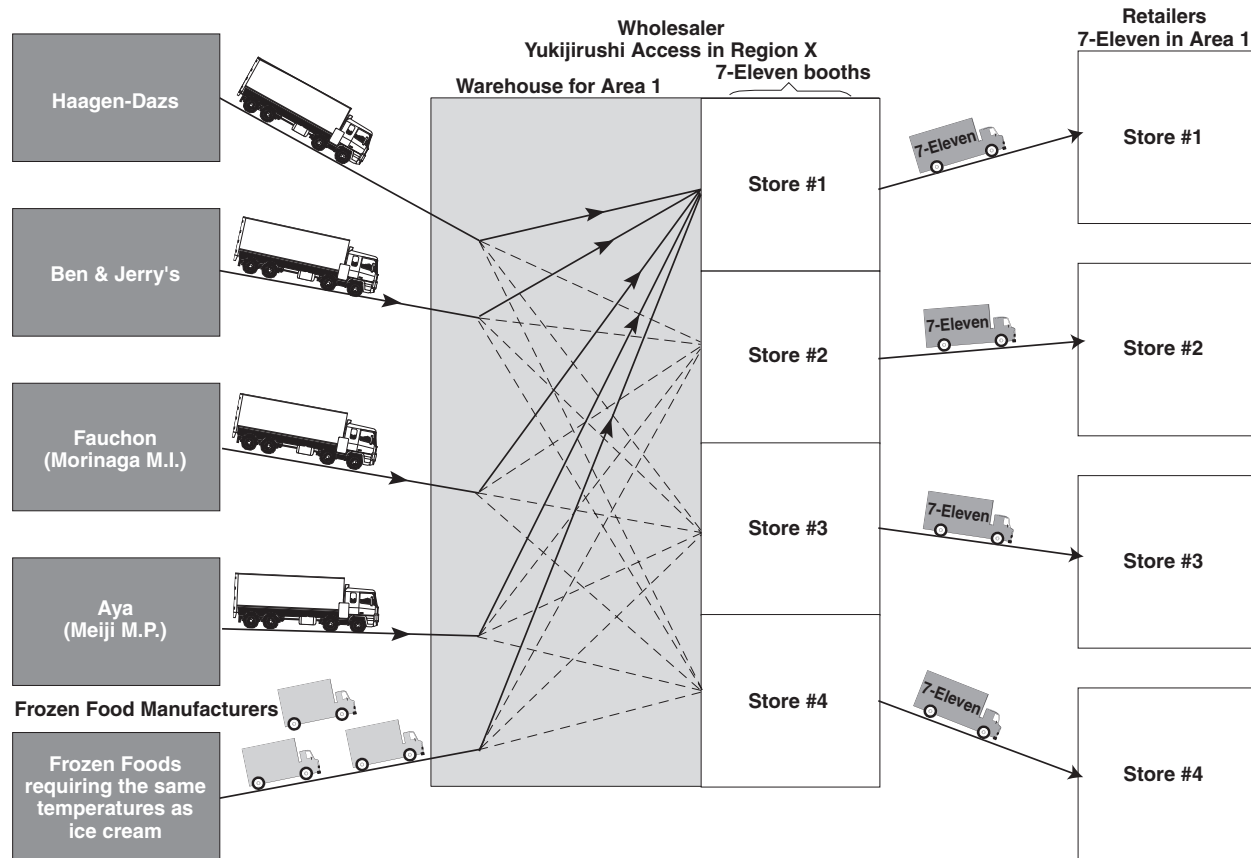 Wholesaler
Yukijirushi Access in Region X
7-Eleven booths
Warehouse for Area 1
Retailers
7-Eleven in Area 1
Haagen-Dazs
Ben & Jerry's
Fauchon
(Morinaga M.I.)
Aya
(Meiji M.P.)
Frozen Food Manufacturers
Frozen Foods
requiring the same
temperatures as
ice cream
Store #1
Store #2
Store #3
Store #4
7-Eleven
7-Eleven
7-Eleven
7-Eleven
Store #1
Store #2
Store #3
Store #4